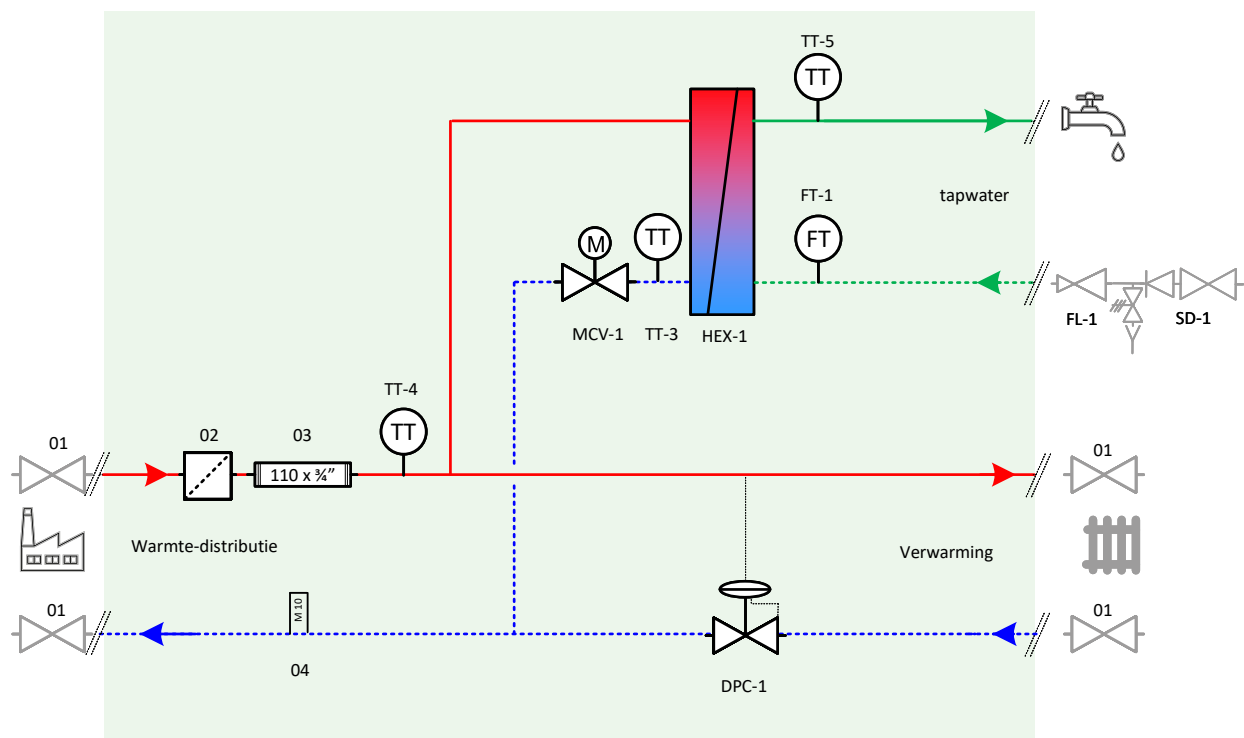 TT-5
TT
FT-1
tapwater
FT
TT
M
MCV-1
TT-3
HEX-1
FL-1
SD-1
TT-4
TT
01
02
03
110 x ¾”
01
Warmte-distributie
Verwarming
01
M 10
01
04
DPC-1